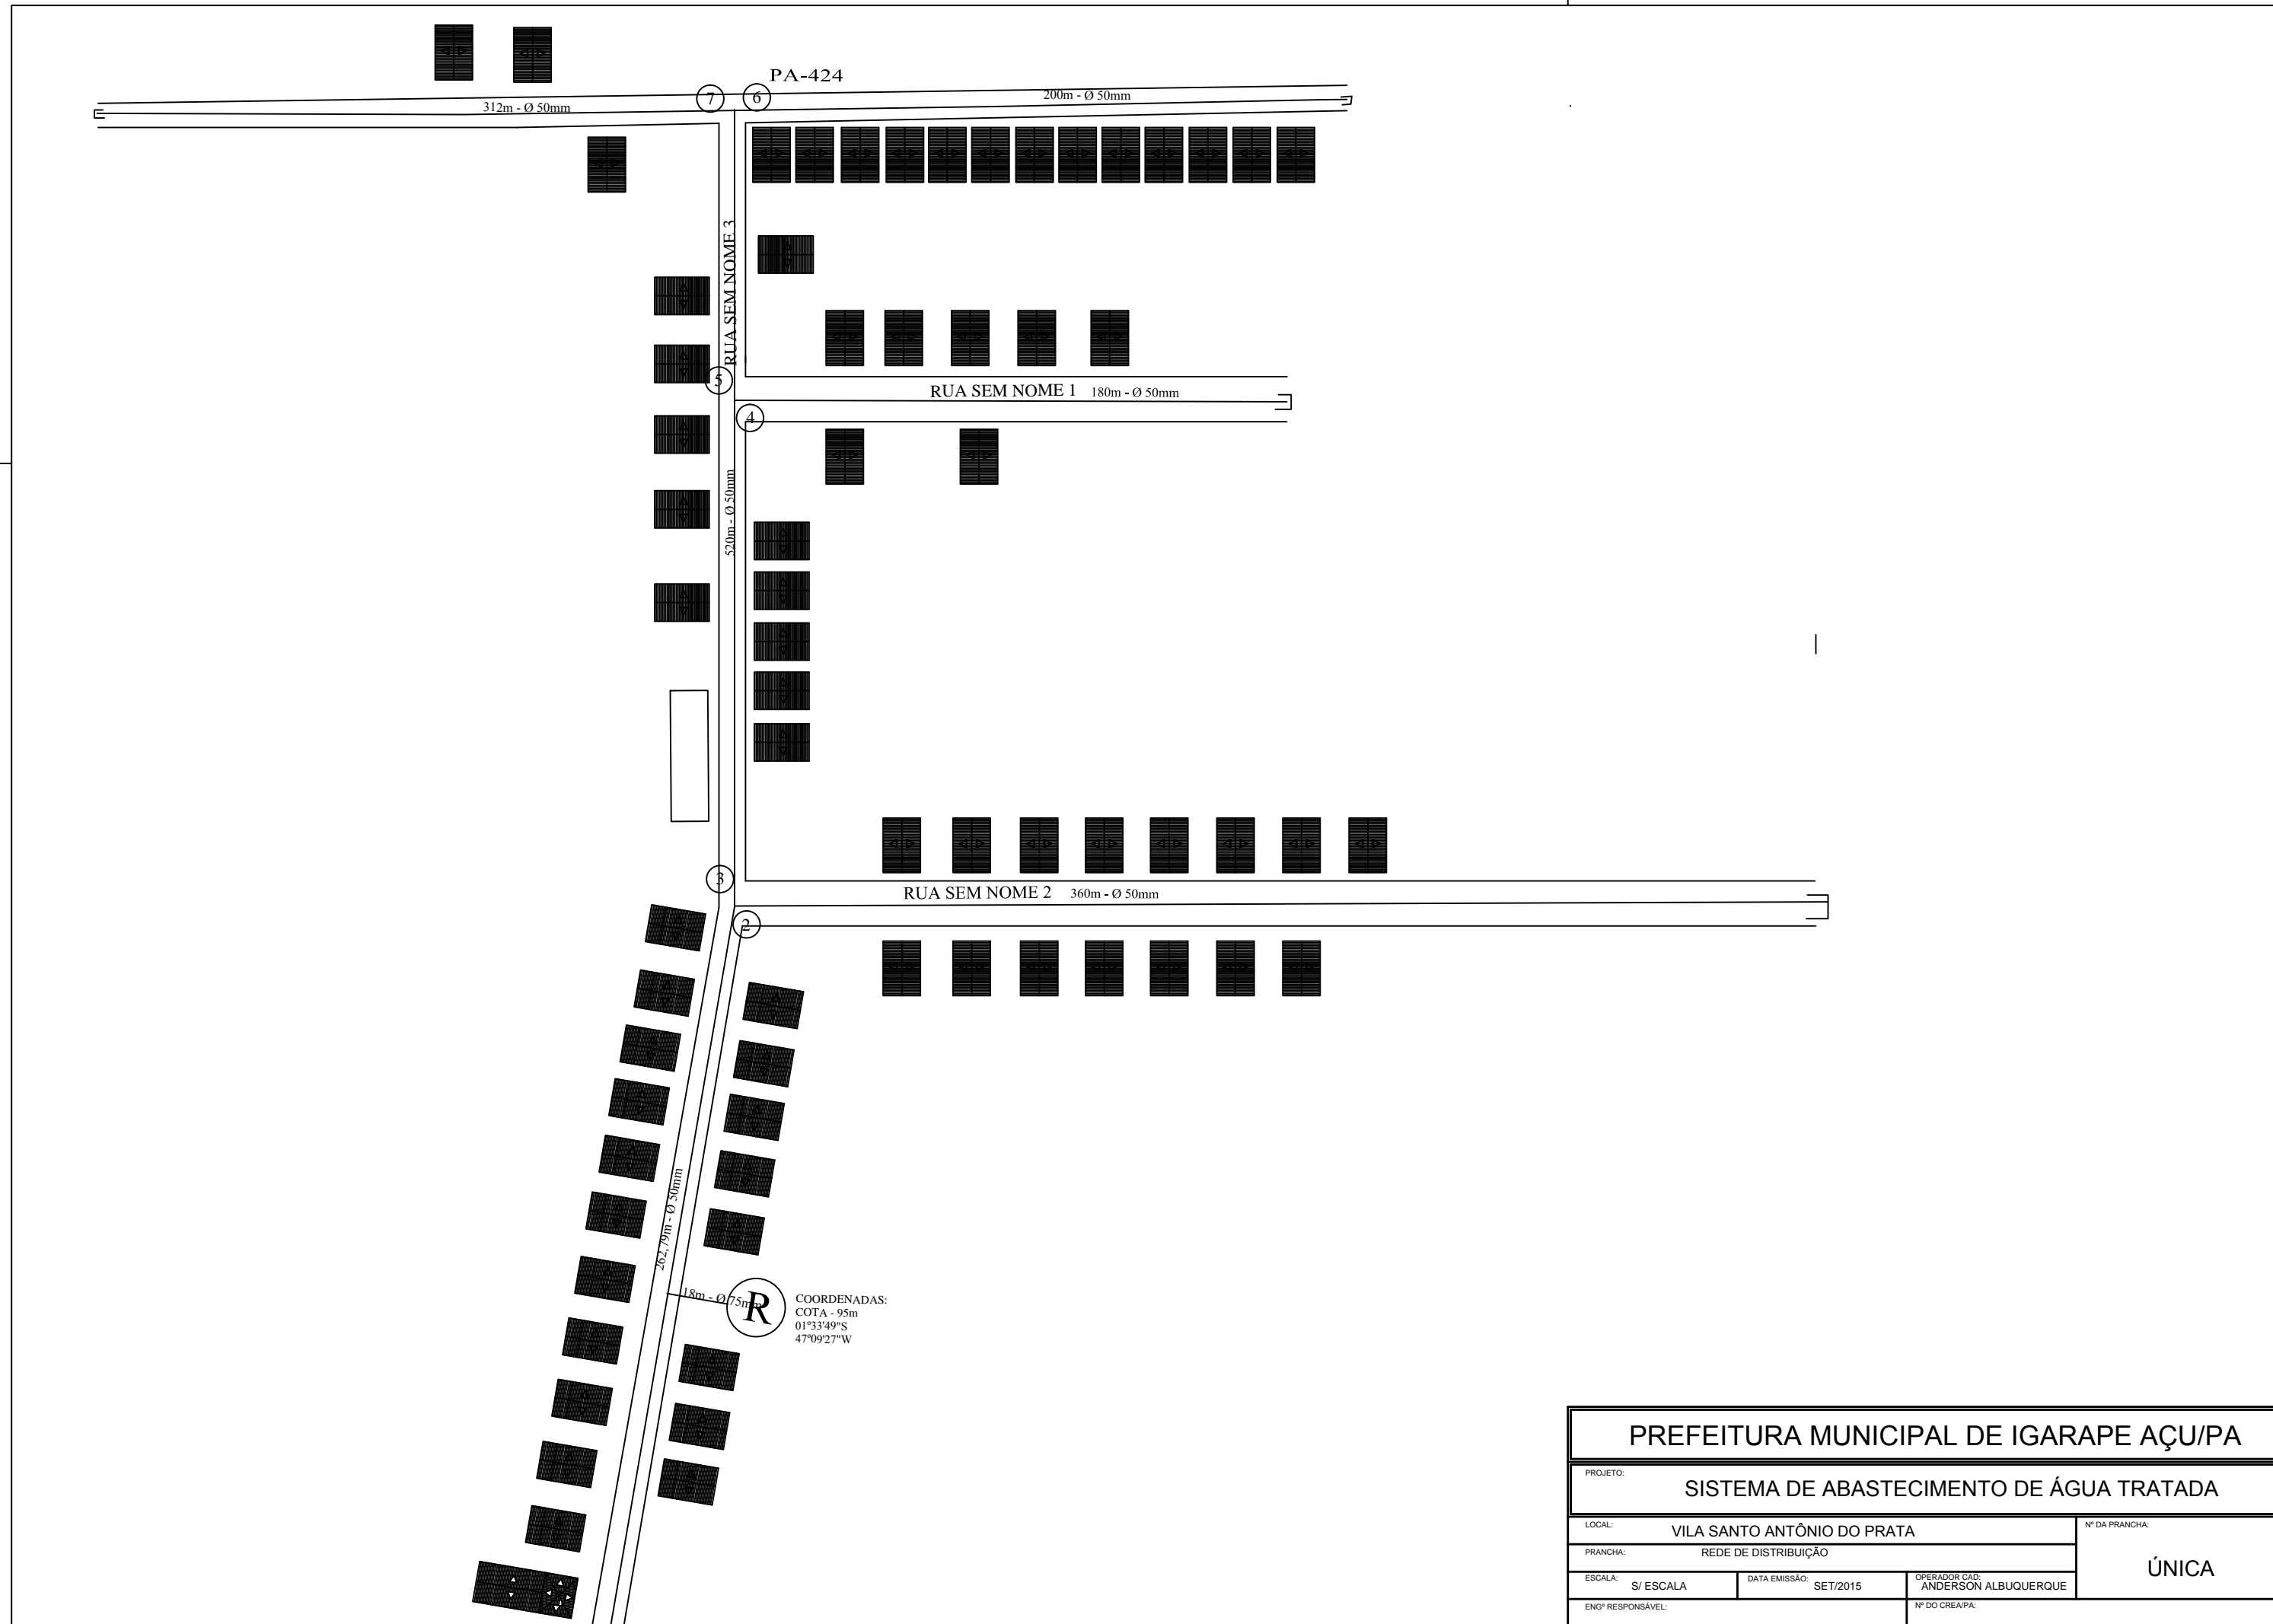 PA-424
7
6
312m - Ø 50mm
200m - Ø 50mm
RUA SEM NOME 3
5
RUA SEM NOME 1 180m - Ø 50mm
4
520m - Ø 50mm
3
RUA SEM NOME 2 360m - Ø 50mm
2
262,79m - Ø 50mm
18m - Ø 75mm
R
COORDENADAS:
COTA - 95m
01°33'49"S
47°09'27"W
PREFEITURA MUNICIPAL DE IGARAPE AÇU/PA
PROJETO:
SISTEMA DE ABASTECIMENTO DE ÁGUA TRATADA
LOCAL: VILA SANTO ANTÔNIO DO PRATA
Nº DA PRANCHA:
PRANCHA: REDE DE DISTRIBUIÇÃO
ÚNICA
ESCALA: S/ ESCALA
DATA EMISSÃO: SET/2015
OPERADOR CAD:
ANDERSON ALBUQUERQUE
ENGº RESPONSÁVEL:
Nº DO CREA/PA: